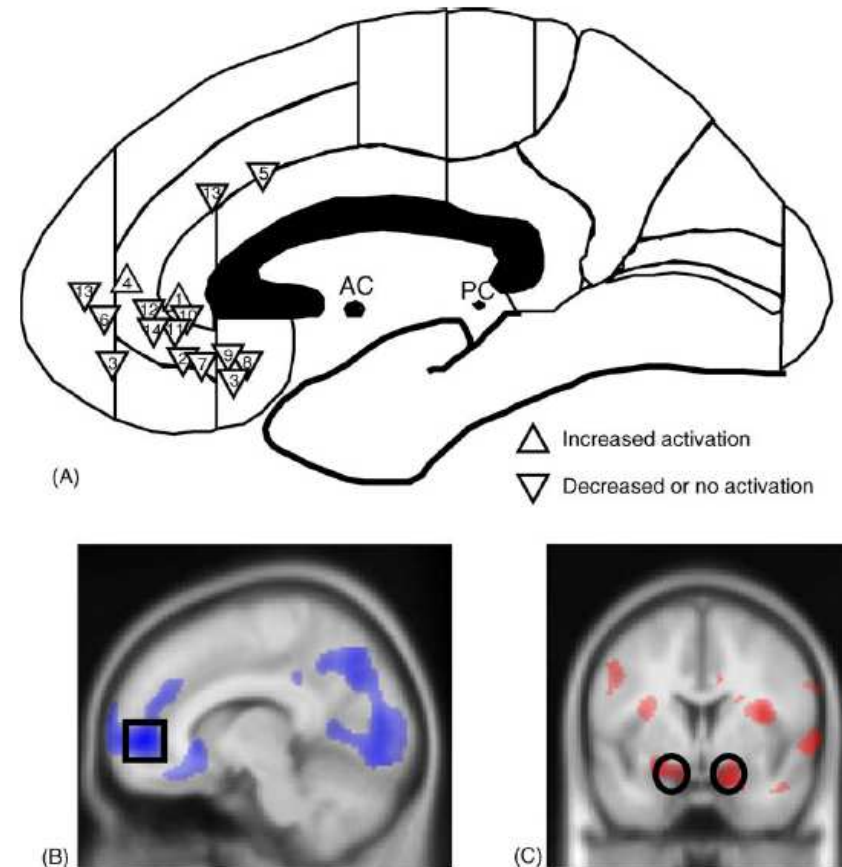 5
13
4
13
1
12
10
6
14
11
3
2
7
9
8
3
AC
PC
Increased activation
Decreased or no activation
(A)
(B)
(C)